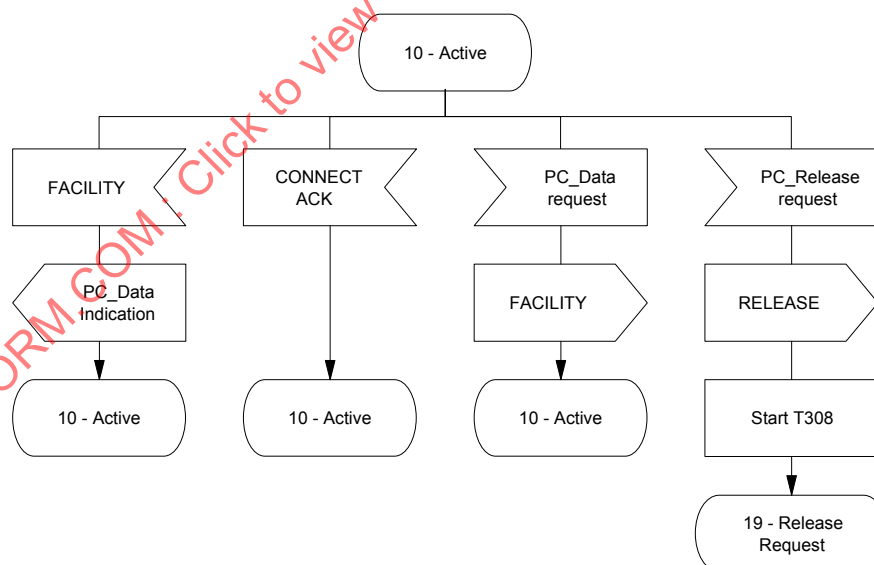 10 - Active
FACILITY
CONNECT
ACK
PC_Data
request
PC_Release
request
PC_Data
Indication
FACILITY
RELEASE
10 - Active
10 - Active
10 - Active
Start T308
19 - Release
Request
ORM.COM : Click to view